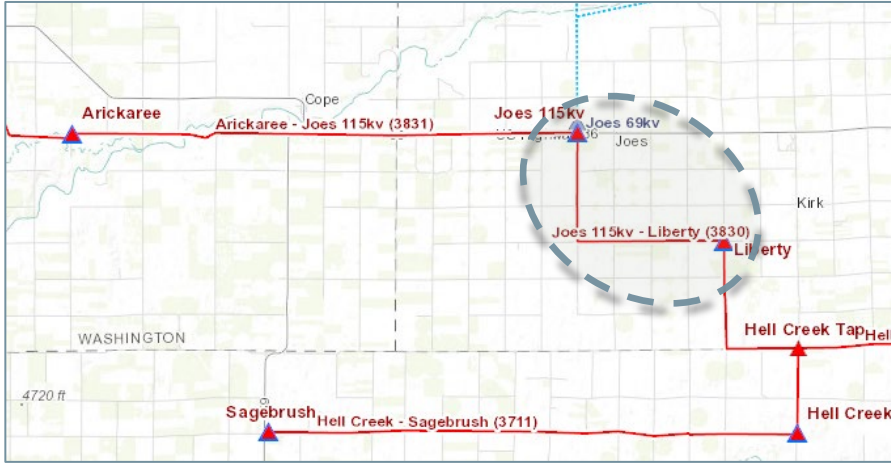 Cope
Arickaree
Joes 115kv
Arickaree - Joes 115kv (3831)
Joes 69kv
Joes
Kirk
Joes 115kv - Liberty (3830)
Liberty
Hell Creek Tap
WASHINGTON
4720 ft
Sagebrush
Hell Creek - Sagebrush (3711)
Hell Creek